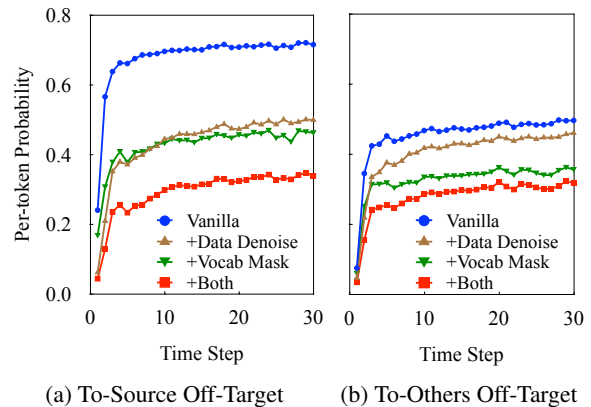 Per-token Probability
0.8
0.6
0.4
0.2
0.0
Vanilla
+Data Denoise
+Vocab Mask
+Both
0 10 20 30
Time Step
(a) To-Source Off-Target
Vanilla
+Data Denoise
+Vocab Mask
+Both
0 10 20 30
Time Step
(b) To-Others Off-Target